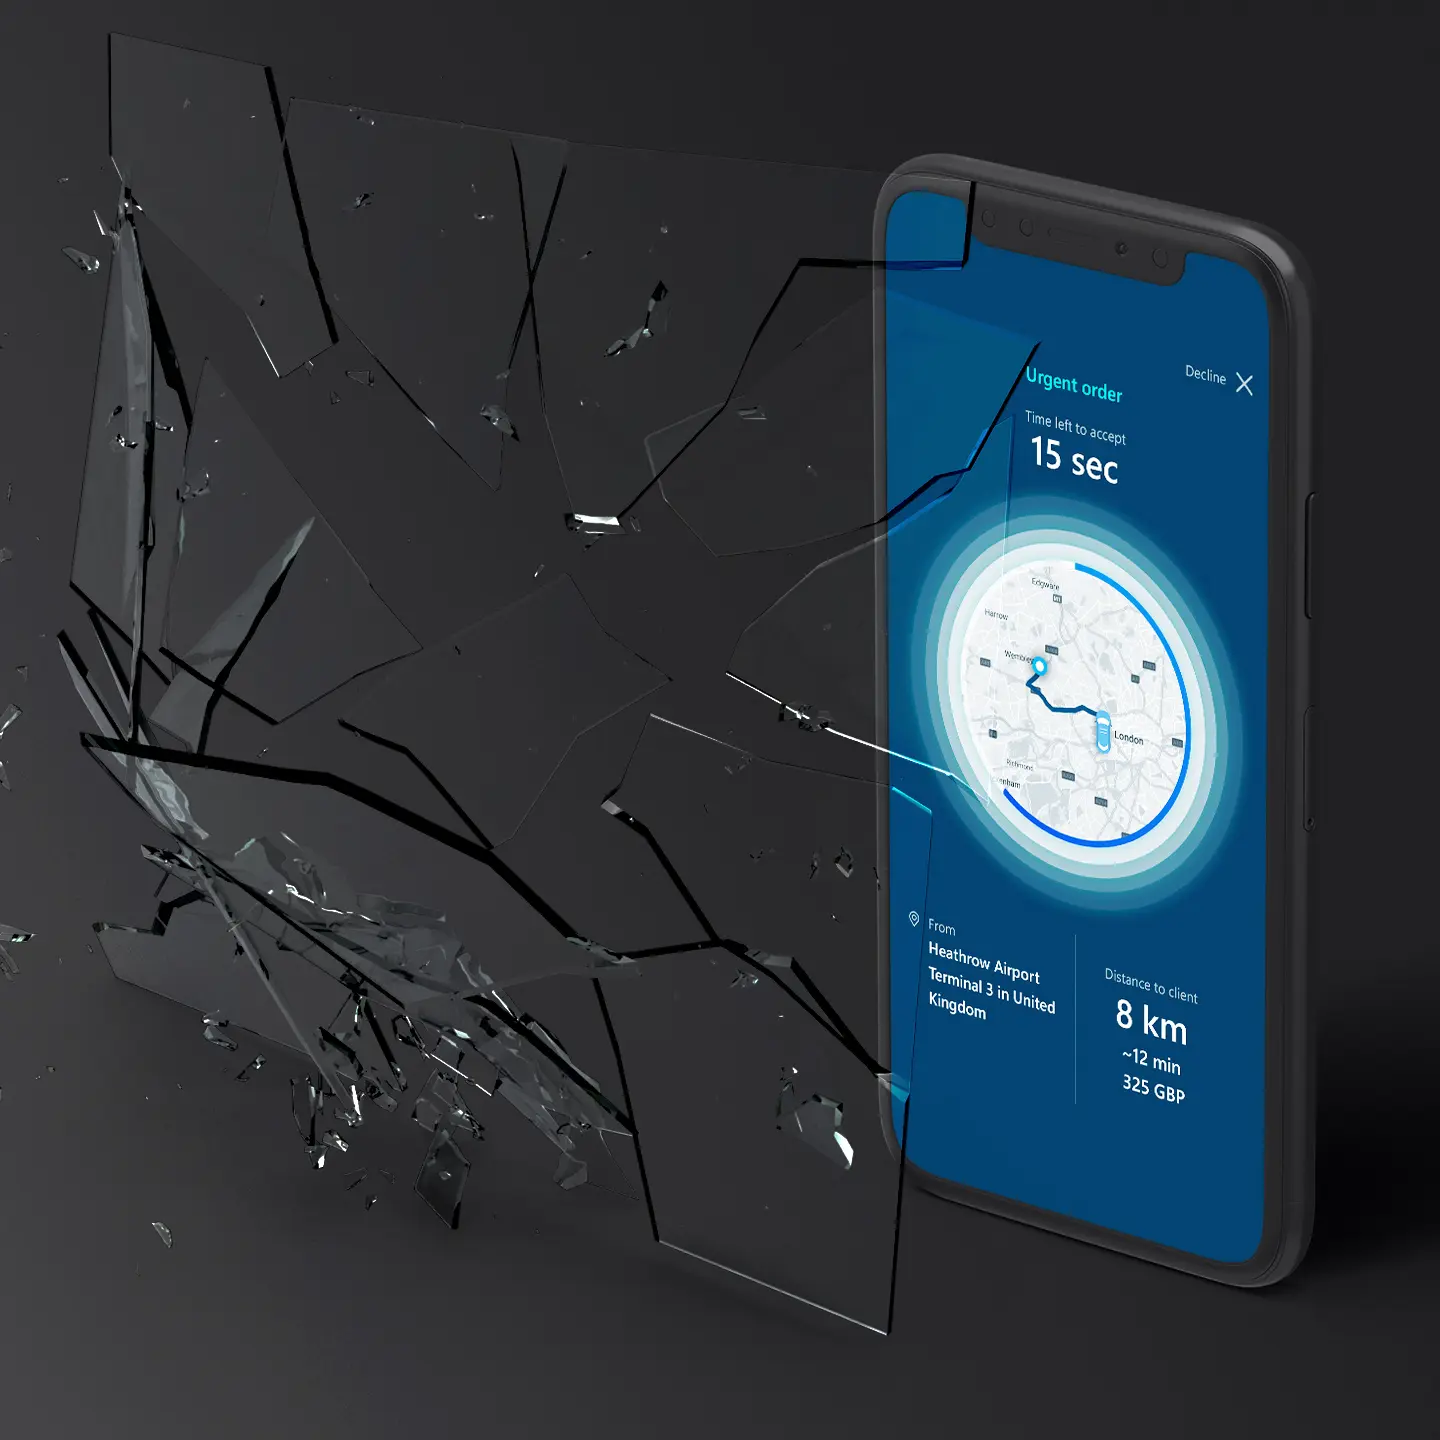 Decline
Urgent order
Time left to accept
15 sec
Edgware
Harrow
Wembley
London
Richmond
From
Heathrow Airport
Terminal 3 in United
Kingdom
Distance to client
8 km
~12 min
325 GBP